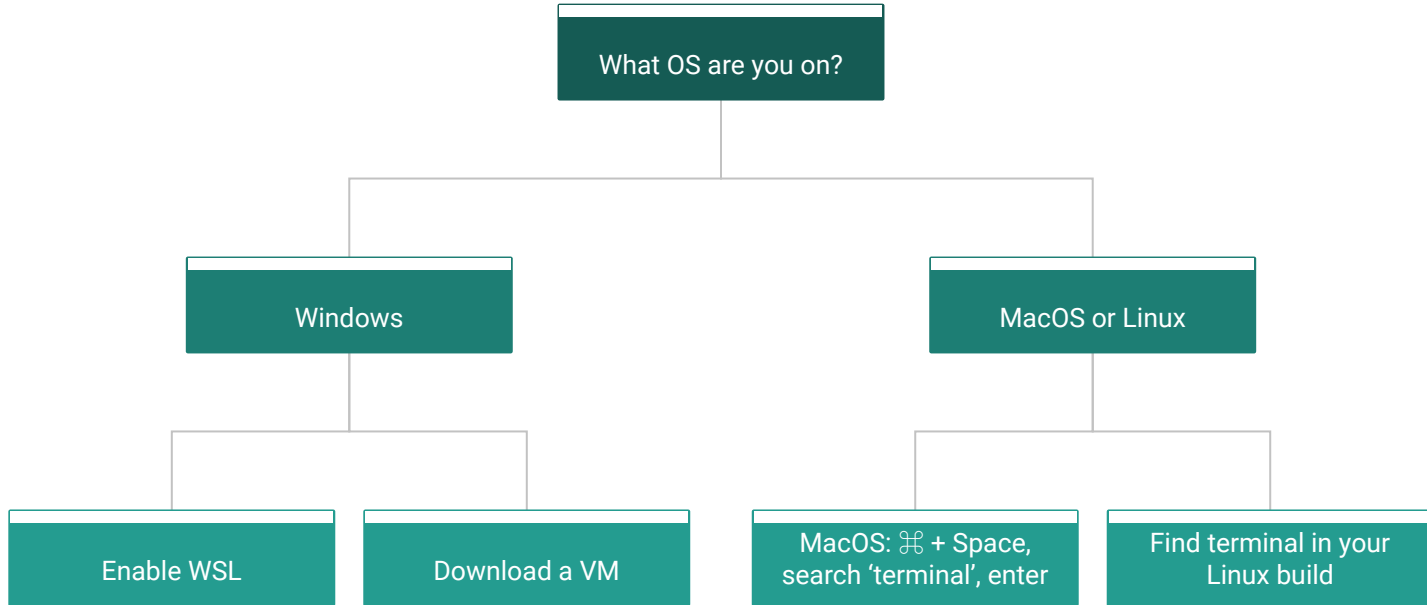 What OS are you on?
Windows
MacOS or Linux
Enable WSL
Download a VM
MacOS: ⌘ + Space,
search ‘terminal’, enter
Find terminal in your
Linux build